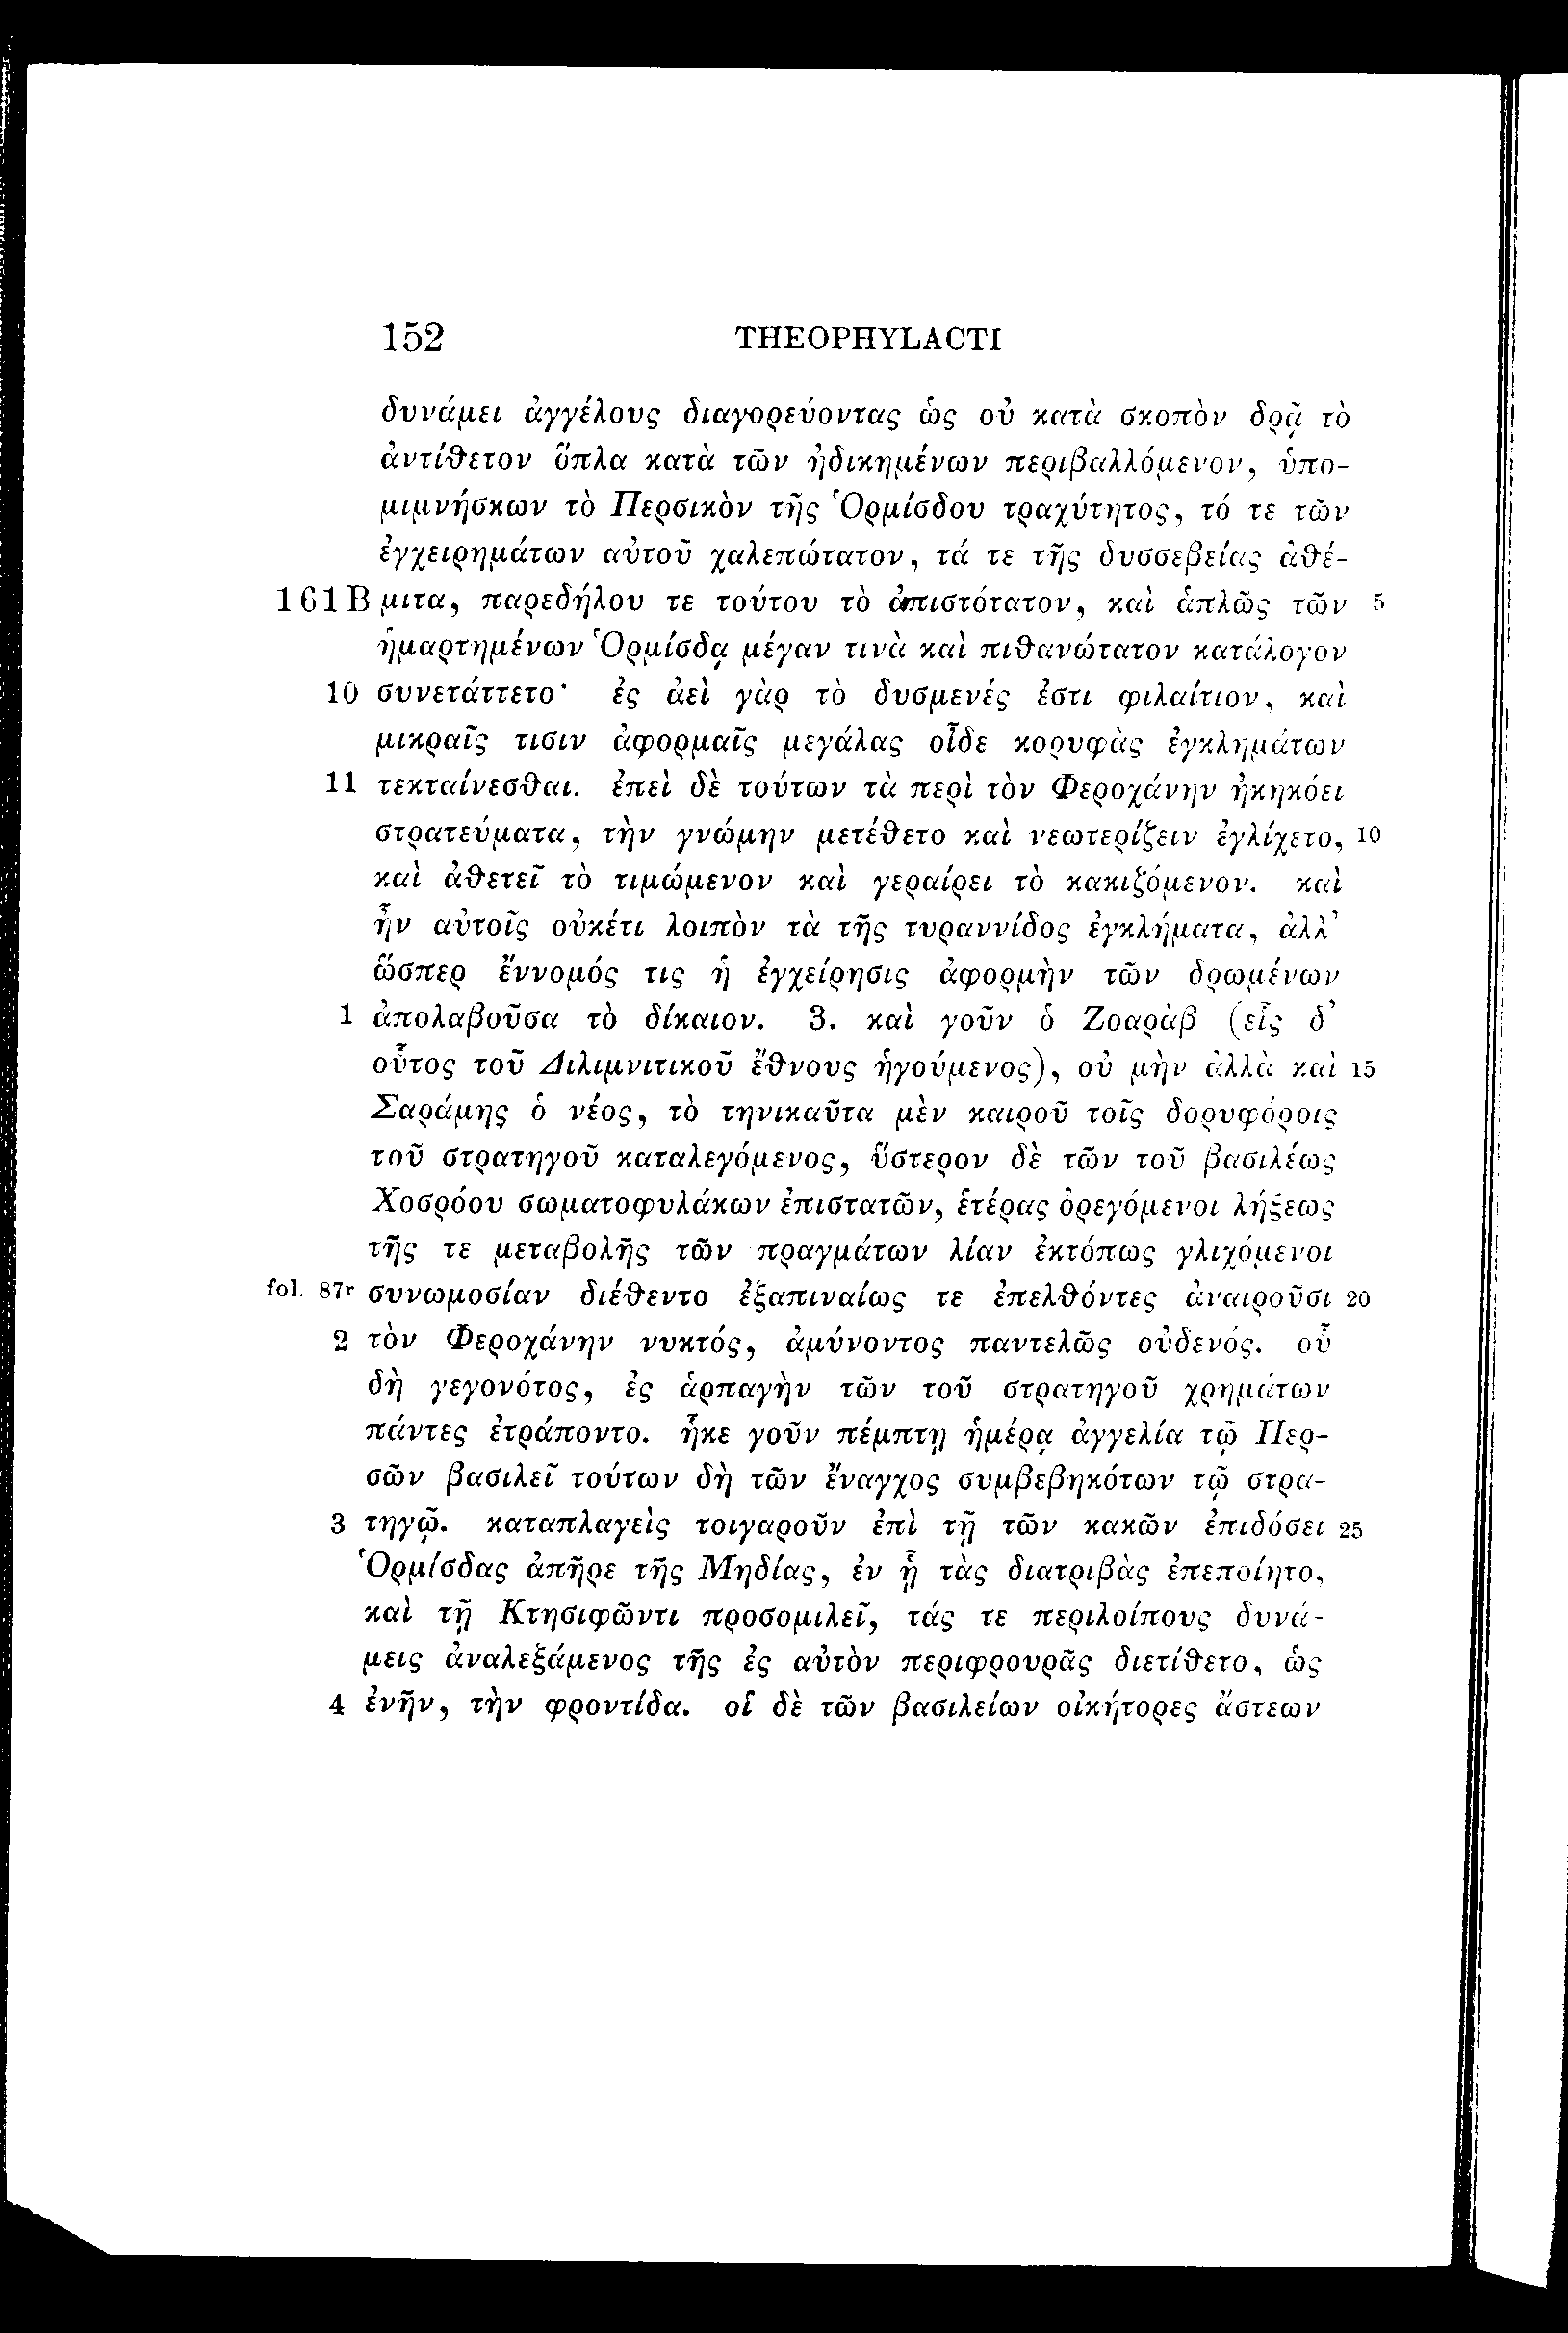 152 THEOPHYLACTI
δυνάμει ἀγγέλους διαγορεύοντας ὡς οὐ κατὰ σκοπὸν δρᾷ τὸ
ἀντίθετον ὅπλα κατὰ τῶν ἠδικημένων περιβαλλόμενον, ὑπο-
μιμνήσκων τὸ Περσικὸν τῆς Ὁρμίσδου τραχύτητος, τό τε τῶν
ἐγχειρημάτων αὐτοῦ χαλεπώτατον, τά τε τῆς δυσσεβείας ἀθέ-
161B μιτα, παρεδήλου τε τούτου τὸ ἀπιστότατον, καὶ ἁπλῶς τῶν 5
ἡμαρτημένων Ὁρμίσδᾳ μέγαν τινὰ καὶ πιθανώτατον κατάλογον
10 συνετάττετο· ἐς ἀεὶ γὰρ τὸ δυσμενές ἐστι φιλαίτιον, καὶ
μικραῖς τισιν ἀφορμαῖς μεγάλας οἶδε κορυφὰς ἐγκλημάτων
11 τεκταίνεσθαι. ἐπεὶ δὲ τούτων τὰ περὶ τὸν Φεροχάνην ἠκηκόει
στρατεύματα, τὴν γνώμην μετέθετο καὶ νεωτερίζειν ἐγλίχετο, 10
καὶ ἀθετεῖ τὸ τιμώμενον καὶ γεραίρει τὸ κακιζόμενον. καὶ
ἦν αὐτοῖς οὐκέτι λοιπὸν τὰ τῆς τυραννίδος ἐγκλήματα, ἀλλ'
ὥσπερ ἔννομός τις ἡ ἐγχείρησις ἀφορμὴν τῶν δρωμένων
1 ἀπολαβοῦσα τὸ δίκαιον. 3. καὶ γοῦν ὁ Ζοαρὰβ (εἷς δ'
οὗτος τοῦ Διλιμνιτικοῦ ἔθνους ἡγούμενος), οὐ μὴν ἀλλὰ καὶ 15
Σαράμης ὁ νέος, τὸ τηνικαῦτα μὲν καιροῦ τοῖς δορυφόροις
τοῦ στρατηγοῦ καταλεγόμενος, ὕστερον δὲ τῶν τοῦ βασιλέως
Χοσρόου σωματοφυλάκων ἐπιστατῶν, ἑτέρας ὀρεγόμενοι λήξεως
τῆς τε μεταβολῆς τῶν πραγμάτων λίαν ἐκτόπως γλιχόμενοι
fol. 87r συνωμοσίαν διέθεντο ἐξαπιναίως τε ἐπελθόντες ἀναιροῦσι 20
2 τὸν Φεροχάνην νυκτός, ἀμύνοντος παντελῶς οὐδενός. οὗ
δὴ γεγονότος, ἐς ἁρπαγὴν τῶν τοῦ στρατηγοῦ χρημάτων
πάντες ἐτράποντο. ἧκε γοῦν πέμπτῃ ἡμέρᾳ ἀγγελία τῷ Περ-
σῶν βασιλεῖ τούτων δὴ τῶν ἔναγχος συμβεβηκότων τῷ στρα-
3 τηγῷ. καταπλαγεὶς τοιγαροῦν ἐπὶ τῇ τῶν κακῶν ἐπιδόσει 25
Ὁρμίσδας ἀπῆρε τῆς Μηδίας, ἐν ᾗ τὰς διατριβὰς ἐπεποίητο,
καὶ τῇ Κτησιφῶντι προσομιλεῖ, τάς τε περιλοίπους δυνά-
μεις ἀναλεξάμενος τῆς ἐς αὐτὸν περιφρουρᾶς διετίθετο, ὡς
4 ἐνῆν, τὴν φροντίδα. οἱ δὲ τῶν βασιλείων οἰκήτορες ἄστεων